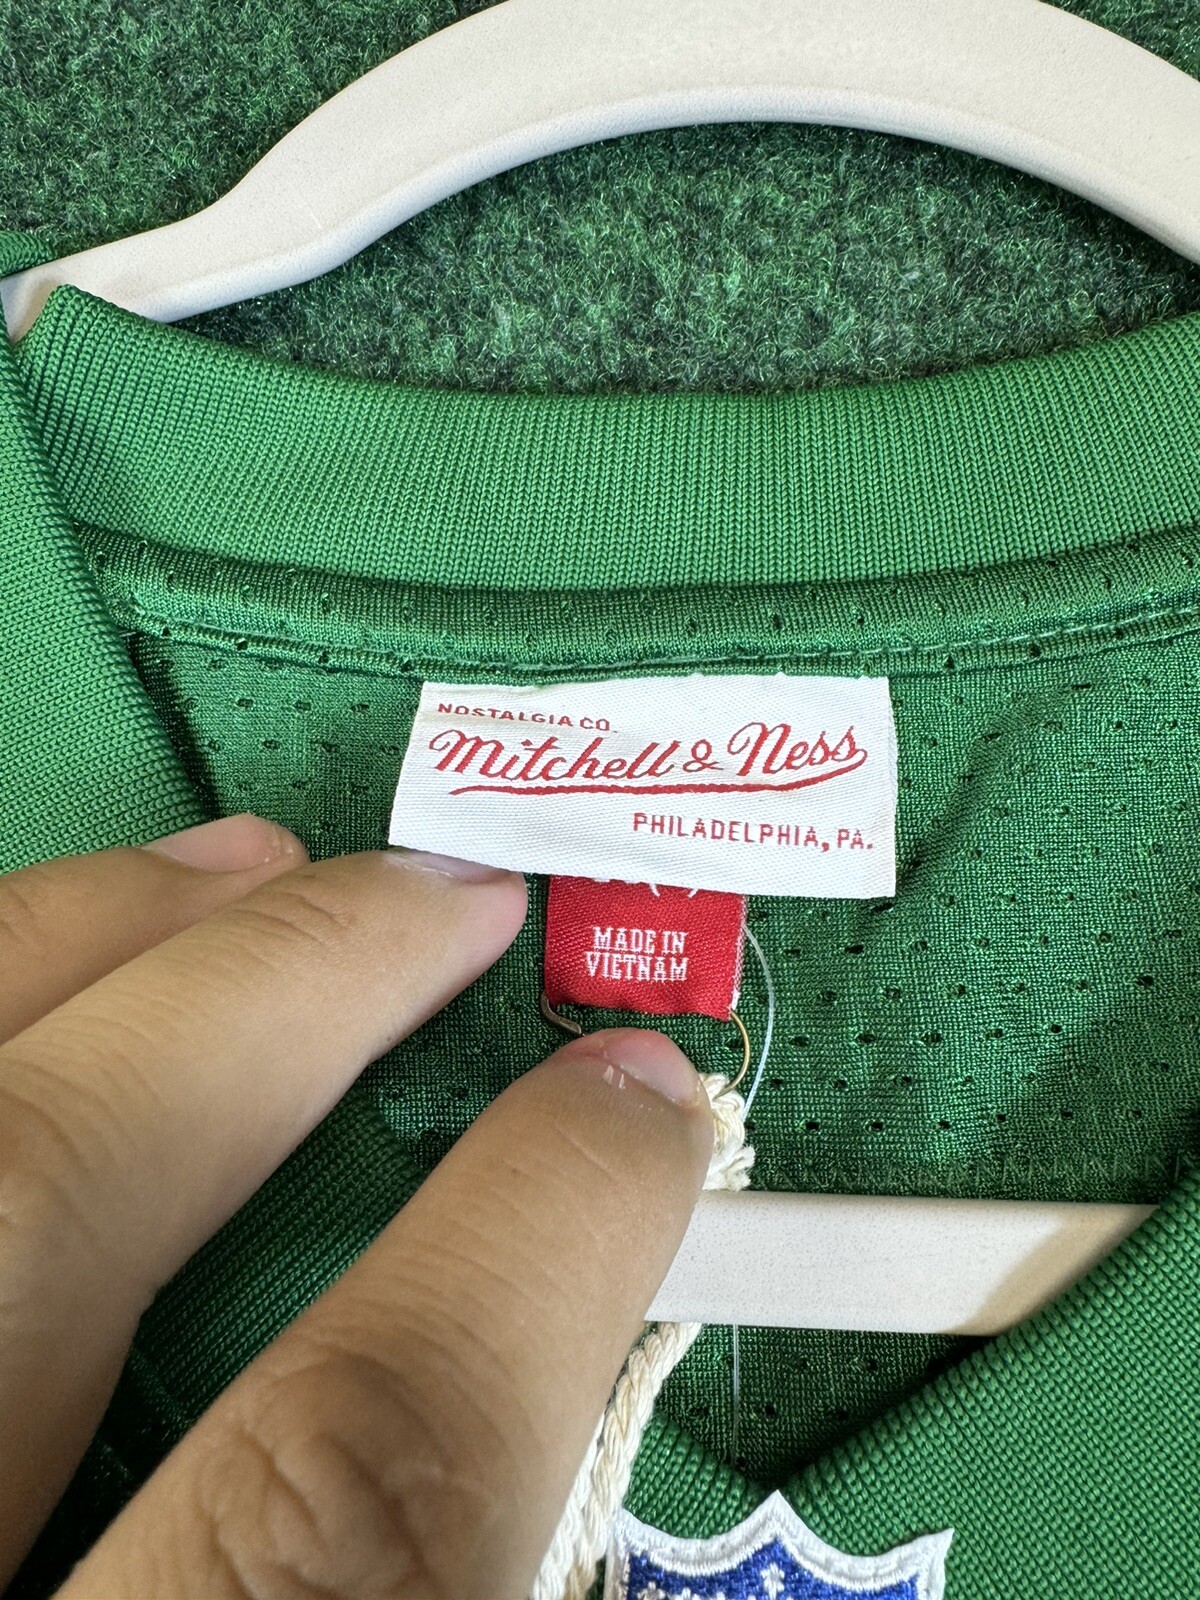 NOSTALGIA CO.
Mitchell & Ness
PHILADELPHIA, PA.
MADE IN
VIETNAM